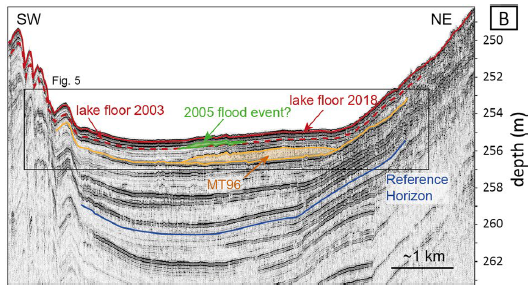 SW
NE
B
Fig. 5
lake floor 2003
2005 flood event?
lake floor 2018
MT96
Reference
Horizon
~1 km
250
252
254
256
258
260
262
depth (m)